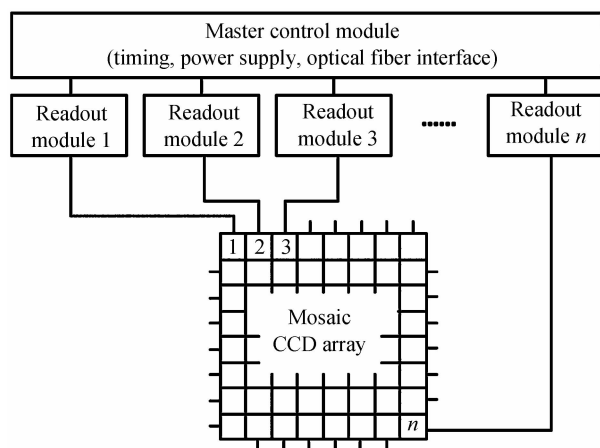 Master control module
(timing, power supply, optical fiber interface)
Readout
module 1
Readout
module 2
Readout
module 3
......
Readout
module n
1 2 3
Mosaic
CCD array
n